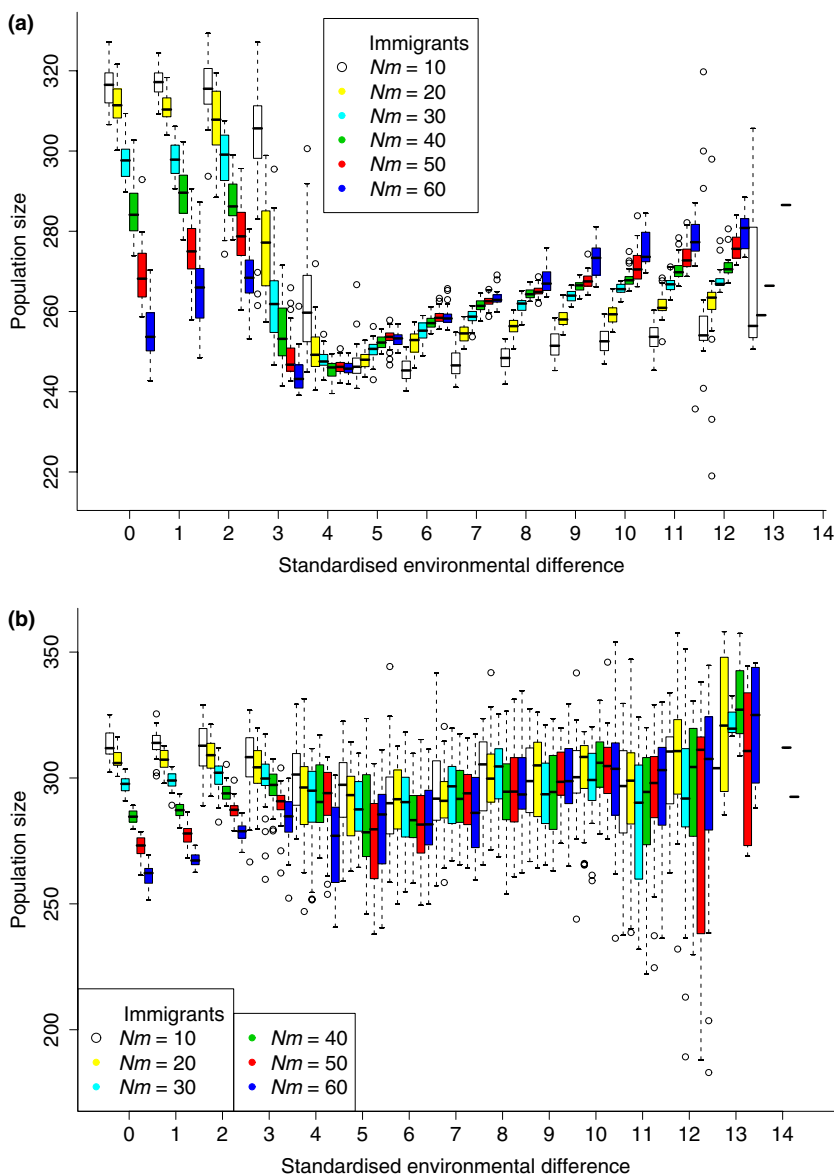 (a)
Immigrants
Nm = 10
Nm = 20
Nm = 30
Nm = 40
Nm = 50
Nm = 60
Population size
320
300
280
260
240
220
0 1 2 3 4 5 6 7 8 9 10 11 12 13 14
Standardised environmental difference
(b)
Population size
350
300
250
200
Immigrants
Nm = 10
Nm = 20
Nm = 30
Nm = 40
Nm = 50
Nm = 60
0 1 2 3 4 5 6 7 8 9 10 11 12 13 14
Standardised environmental difference